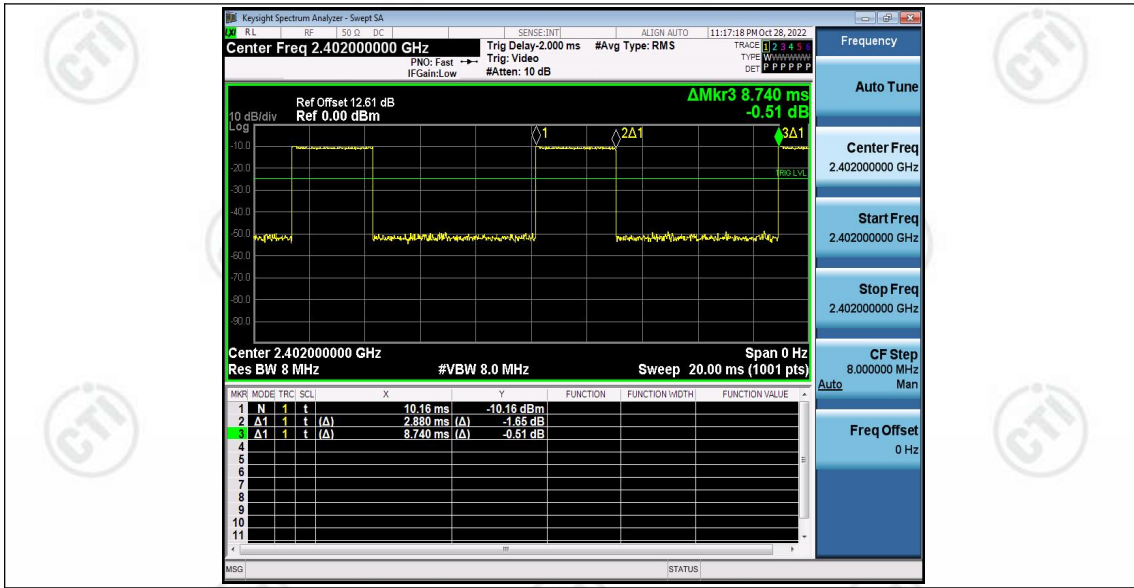 Keysight Spectrum Analyzer - Swept SA
RL RF 50 Ω DC SENSE:INT ALIGN AUTO 11:17:18 PM Oct 28, 2022
Center Freq 2.402000000 GHz
PNO: Fast
IFGain:Low
Trig Delay-2.000 ms
Trig: Video
#Atten: 10 dB
#Avg Type: RMS
TRACE 1 2 3 4 5 6
TYPE WWWWWW
DET P P P P P P
Frequency
Auto Tune
Center Freq
2.402000000 GHz
Start Freq
2.402000000 GHz
Stop Freq
2.402000000 GHz
CF Step
8.000000 MHz
Auto Man
Freq Offset
0 Hz
ΔMkr3 8.740 ms
-0.51 dB
Ref Offset 12.61 dB
10 dB/div Ref 0.00 dBm
Log
1 2Δ1 3Δ1
-10.0
-20.0
TRIG LVL
-30.0
-40.0
-50.0
-60.0
-70.0
-80.0
-90.0
Center 2.402000000 GHz Span 0 Hz
Res BW 8 MHz #VBW 8.0 MHz Sweep 20.00 ms (1001 pts)
MKR MODE TRC SCL X Y FUNCTION FUNCTION WIDTH FUNCTION VALUE
1 N 1 t 10.16 ms -10.16 dBm
2 Δ1 1 t (Δ) 2.880 ms (Δ) -1.65 dB
3 Δ1 1 t (Δ) 8.740 ms (Δ) -0.51 dB
4
5
6
7
8
9
10
11
MSG STATUS
CTI
CTI
CTI
CTI